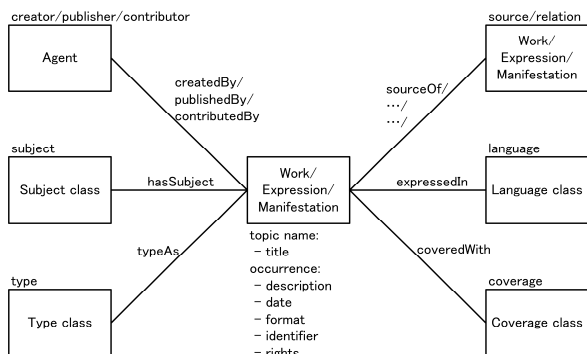 creator/publisher/contributor
Agent
createdBy/
publishedBy/
contributedBy
source/relation
Work/
Expression/
Manifestation
sourceOf/
…/
…/
subject
Subject class
hasSubject
Work/
Expression/
Manifestation
expressedIn
language
Language class
topic name:
- title
occurrence:
- description
- date
- format
- identifier
- rights
typeAs
coveredWith
type
Type class
coverage
Coverage class